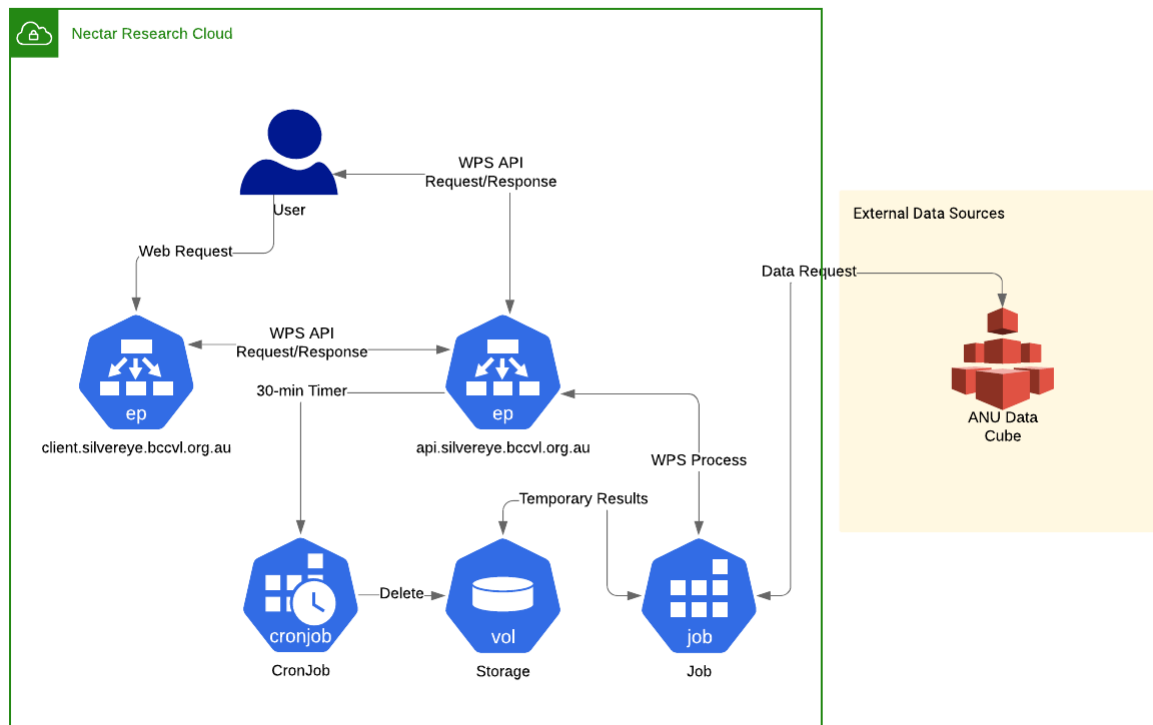 Nectar Research Cloud
WPS API
Request/Response
User
External Data Sources
Web Request
Data Request
WPS API
Request/Response
30-min Timer
ep
ep
client.silvereye.bccvl.org.au
api.silvereye.bccvl.org.au
ANU Data
Cube
WPS Process
Temporary Results
Delete
cronjob
vol
job
CronJob
Storage
Job